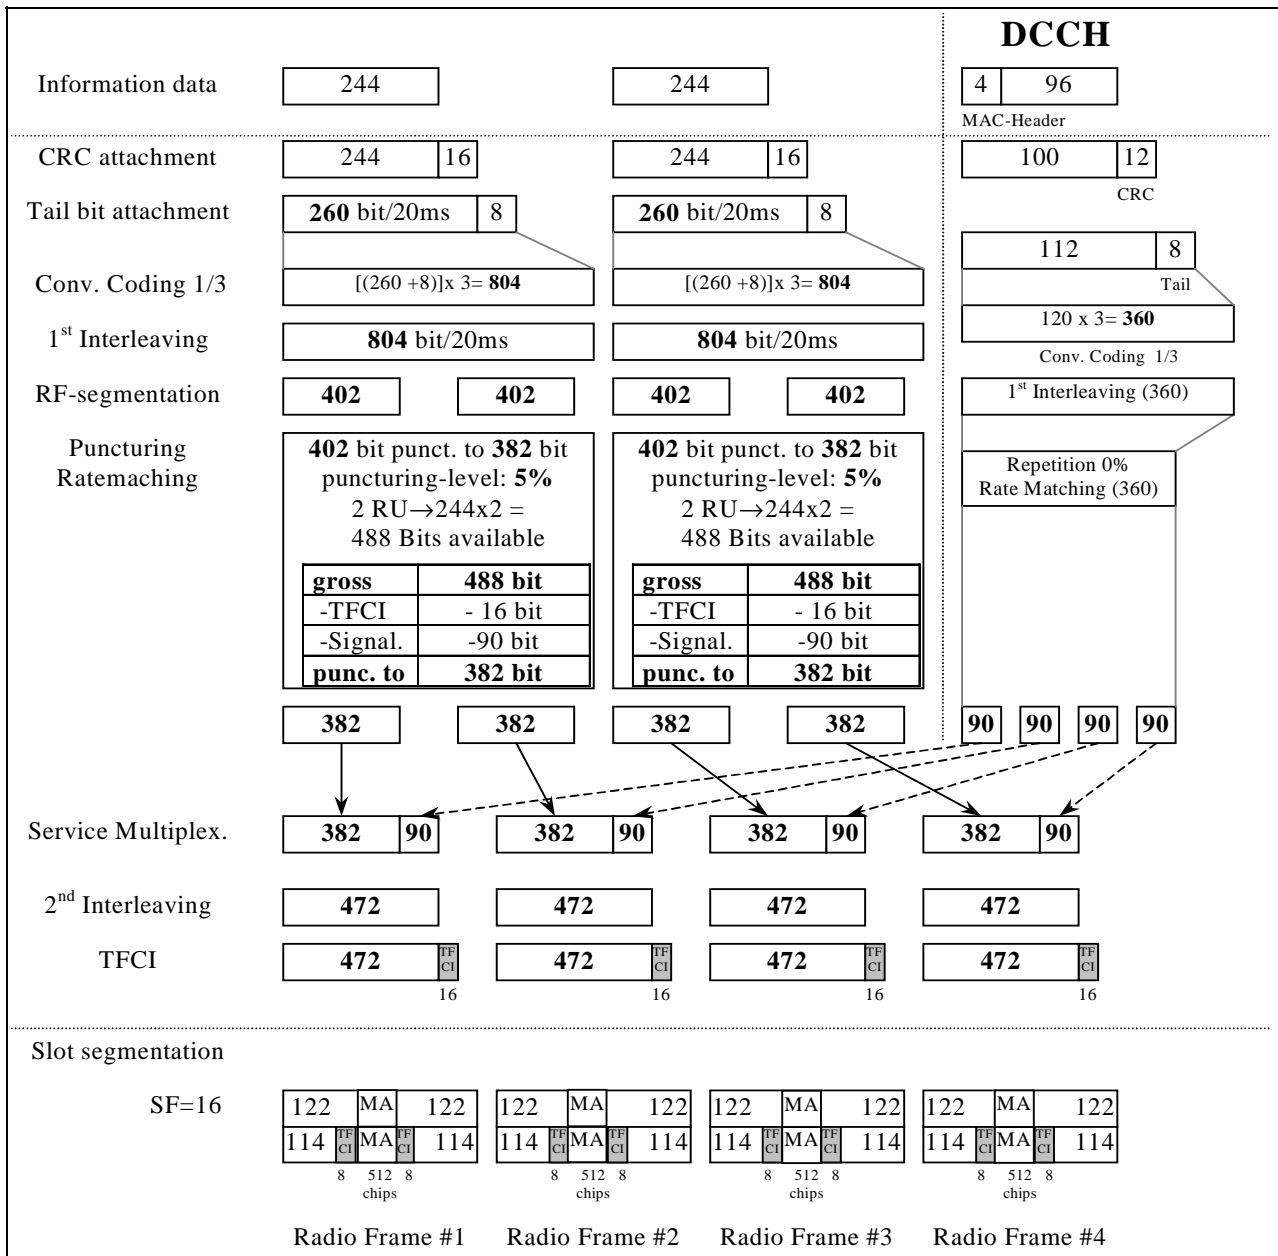 DCCH
Information data 244 244 4 96
MAC-Header
CRC attachment 244 16 244 16 100 12
CRC
Tail bit attachment 260 bit/20ms 8 260 bit/20ms 8
112 8
Tail
Conv. Coding 1/3 [(260 +8)]x 3= 804 [(260 +8)]x 3= 804
120 x 3= 360
Conv. Coding 1/3
1st Interleaving 804 bit/20ms 804 bit/20ms
RF-segmentation 402 402 402 402 1st Interleaving (360)
Puncturing
Ratemaching
402 bit punct. to 382 bit
puncturing-level: 5%
2 RU→244x2 =
488 Bits available
gross 488 bit
-TFCI - 16 bit
-Signal. -90 bit
punc. to 382 bit
402 bit punct. to 382 bit
puncturing-level: 5%
2 RU→244x2 =
488 Bits available
gross 488 bit
-TFCI - 16 bit
-Signal. -90 bit
punc. to 382 bit
Repetition 0%
Rate Matching (360)
382 382 382 382 90 90 90 90
Service Multiplex. 382 90 382 90 382 90 382 90
2nd Interleaving 472 472 472 472
TFCI 472 TF CI 472 TF CI 472 TF CI 472 TF CI
16 16 16 16
Slot segmentation
SF=16 122 MA 122 122 MA 122 122 MA 122 122 MA 122
114 TF CI MA TF CI 114 114 TF CI MA TF CI 114 114 TF CI MA TF CI 114 114 TF CI MA TF CI 114
8 512 8 8 512 8 8 512 8 8 512 8
chips chips chips chips
Radio Frame #1 Radio Frame #2 Radio Frame #3 Radio Frame #4